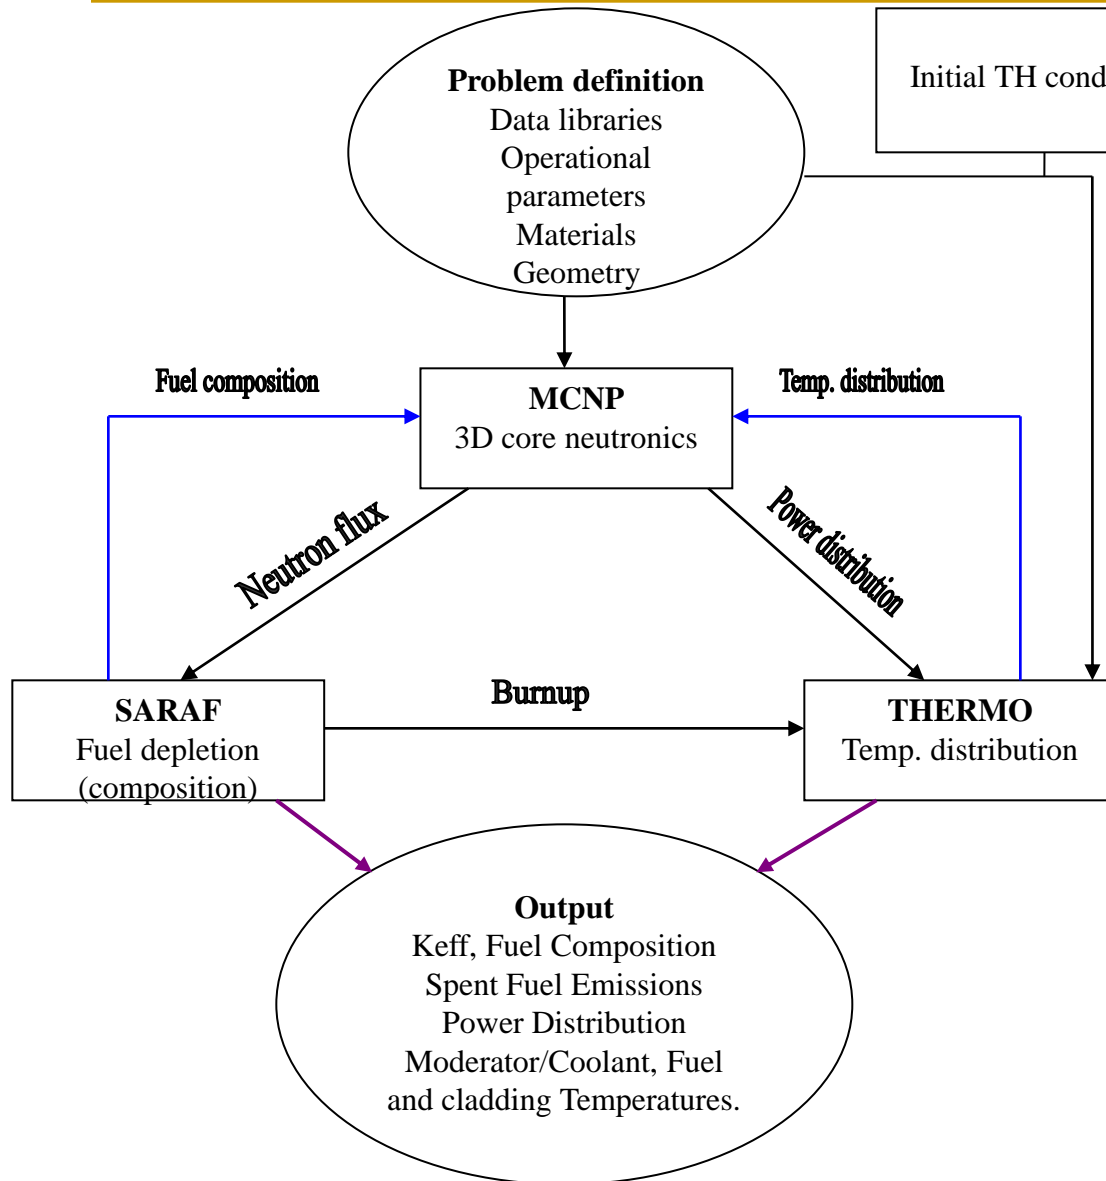 Problem definition
Data libraries
Operational
parameters
Materials
Geometry
Initial TH cond
Fuel composition
MCNP
3D core neutronics
Temp. distribution
Neutron flux
Power distribution
SARAF
Fuel depletion
(composition)
Burnup
THERMO
Temp. distribution
Output
Keff, Fuel Composition
Spent Fuel Emissions
Power Distribution
Moderator/Coolant, Fuel
and cladding Temperatures.